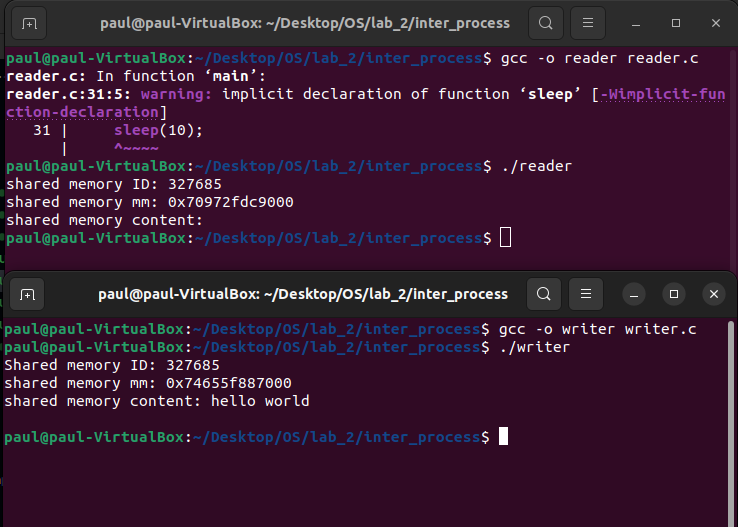 paul@paul-VirtualBox: ~/Desktop/OS/lab_2/inter_process
paul@paul-VirtualBox:~/Desktop/OS/lab_2/inter_process$ gcc -o reader reader.c
reader.c: In function ‘main’:
reader.c:31:5: warning: implicit declaration of function ‘sleep’ [-Wimplicit-fun
ction-declaration]
   31 |     sleep(10);
      |     ^~~~~
paul@paul-VirtualBox:~/Desktop/OS/lab_2/inter_process$ ./reader
shared memory ID: 327685
shared memory mm: 0x70972fdc9000
shared memory content:
paul@paul-VirtualBox:~/Desktop/OS/lab_2/inter_process$
paul@paul-VirtualBox: ~/Desktop/OS/lab_2/inter_process
paul@paul-VirtualBox:~/Desktop/OS/lab_2/inter_process$ gcc -o writer writer.c
paul@paul-VirtualBox:~/Desktop/OS/lab_2/inter_process$ ./writer
Shared memory ID: 327685
shared memory mm: 0x74655f887000
shared memory content: hello world
paul@paul-VirtualBox:~/Desktop/OS/lab_2/inter_process$